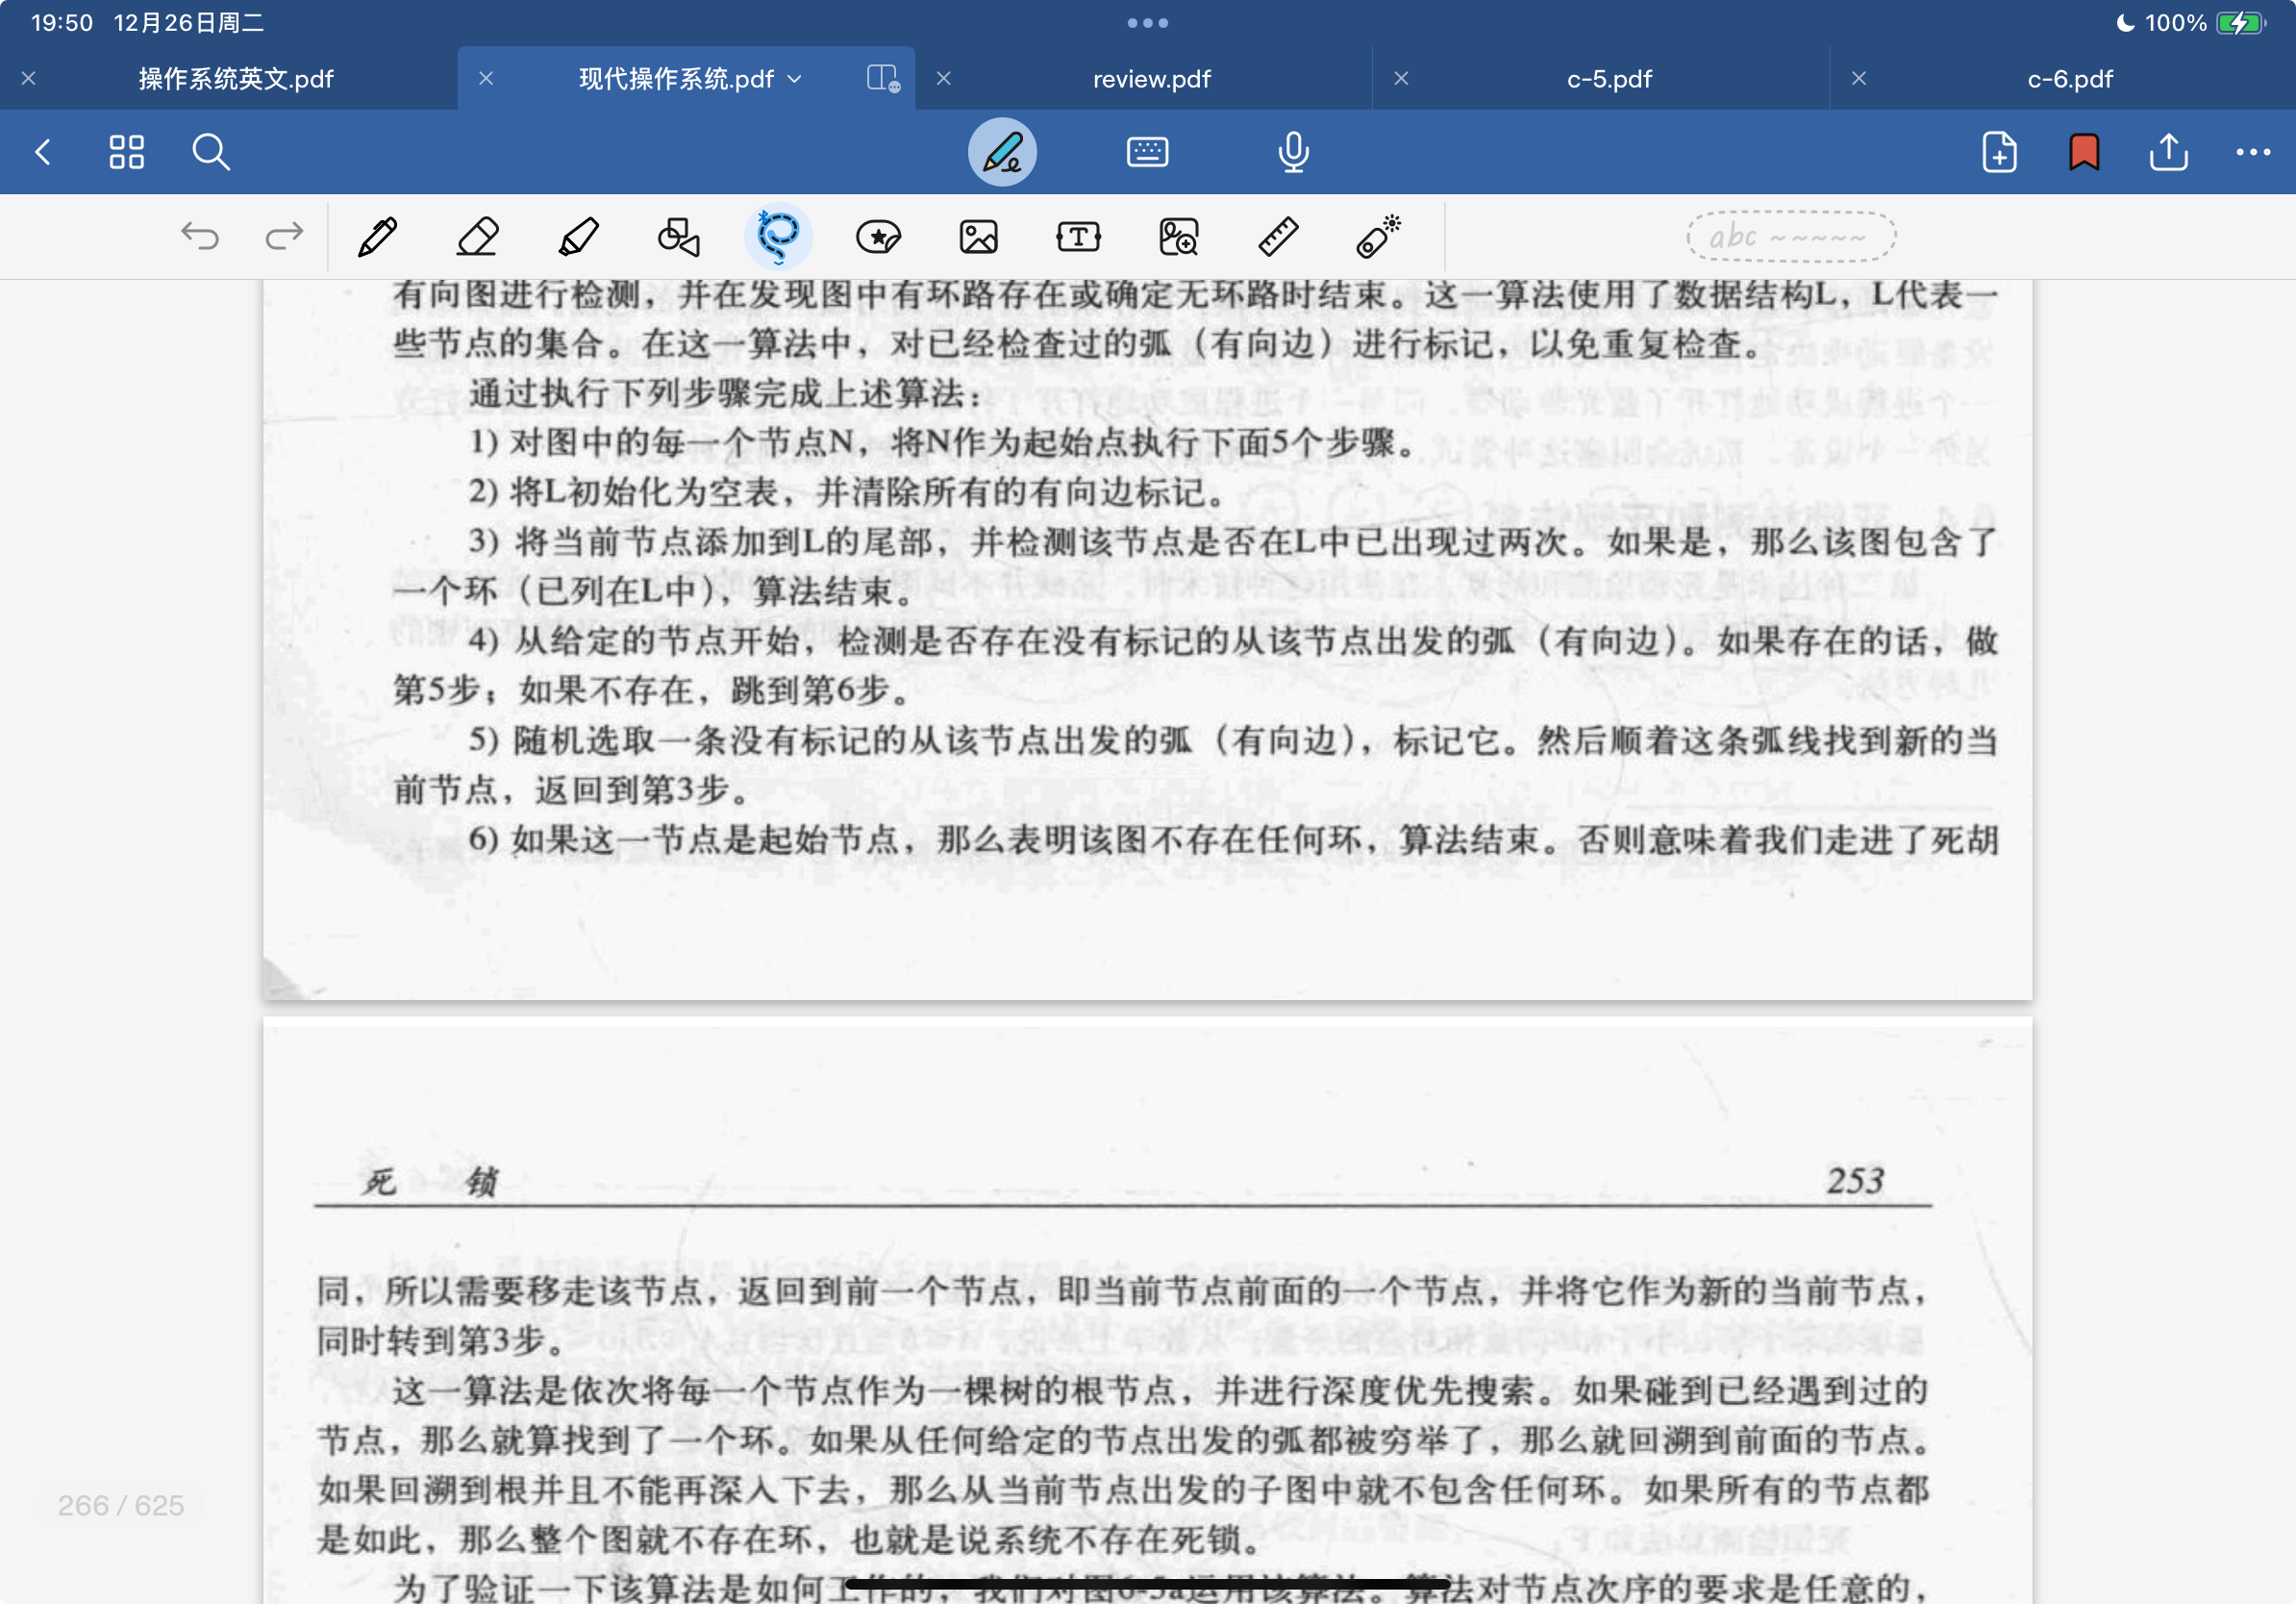 19:50 12月26日周二
100%
操作系统英文.pdf
现代操作系统.pdf
review.pdf
c-5.pdf
c-6.pdf
abc
有向图进行检测，并在发现图中有环路存在或确定无环路时结束。这一算法使用了数据结构L，L代表一
些节点的集合。在这一算法中，对已经检查过的弧（有向边）进行标记，以免重复检查。
通过执行下列步骤完成上述算法：
1) 对图中的每一个节点N，将N作为起始点执行下面5个步骤。
2) 将L初始化为空表，并清除所有的有向边标记。
3) 将当前节点添加到L的尾部，并检测该节点是否在L中已出现过两次。如果是，那么该图包含了
一个环（已列在L中），算法结束。
4) 从给定的节点开始，检测是否存在没有标记的从该节点出发的弧（有向边）。如果存在的话，做
第5步；如果不存在，跳到第6步。
5) 随机选取一条没有标记的从该节点出发的弧（有向边），标记它。然后顺着这条弧线找到新的当
前节点，返回到第3步。
6) 如果这一节点是起始节点，那么表明该图不存在任何环，算法结束。否则意味着我们走进了死胡
死 锁 253
同，所以需要移走该节点，返回到前一个节点，即当前节点前面的一个节点，并将它作为新的当前节点，
同时转到第3步。
这一算法是依次将每一个节点作为一棵树的根节点，并进行深度优先搜索。如果碰到已经遇到过的
节点，那么就算找到了一个环。如果从任何给定的节点出发的弧都被穷举了，那么就回溯到前面的节点。
如果回溯到根并且不能再深入下去，那么从当前节点出发的子图中就不包含任何环。如果所有的节点都
是如此，那么整个图就不存在环，也就是说系统不存在死锁。
为了验证一下该算法是如何工作的，我们对图6-5a运用该算法。算法对节点次序的要求是任意的，
266 / 625